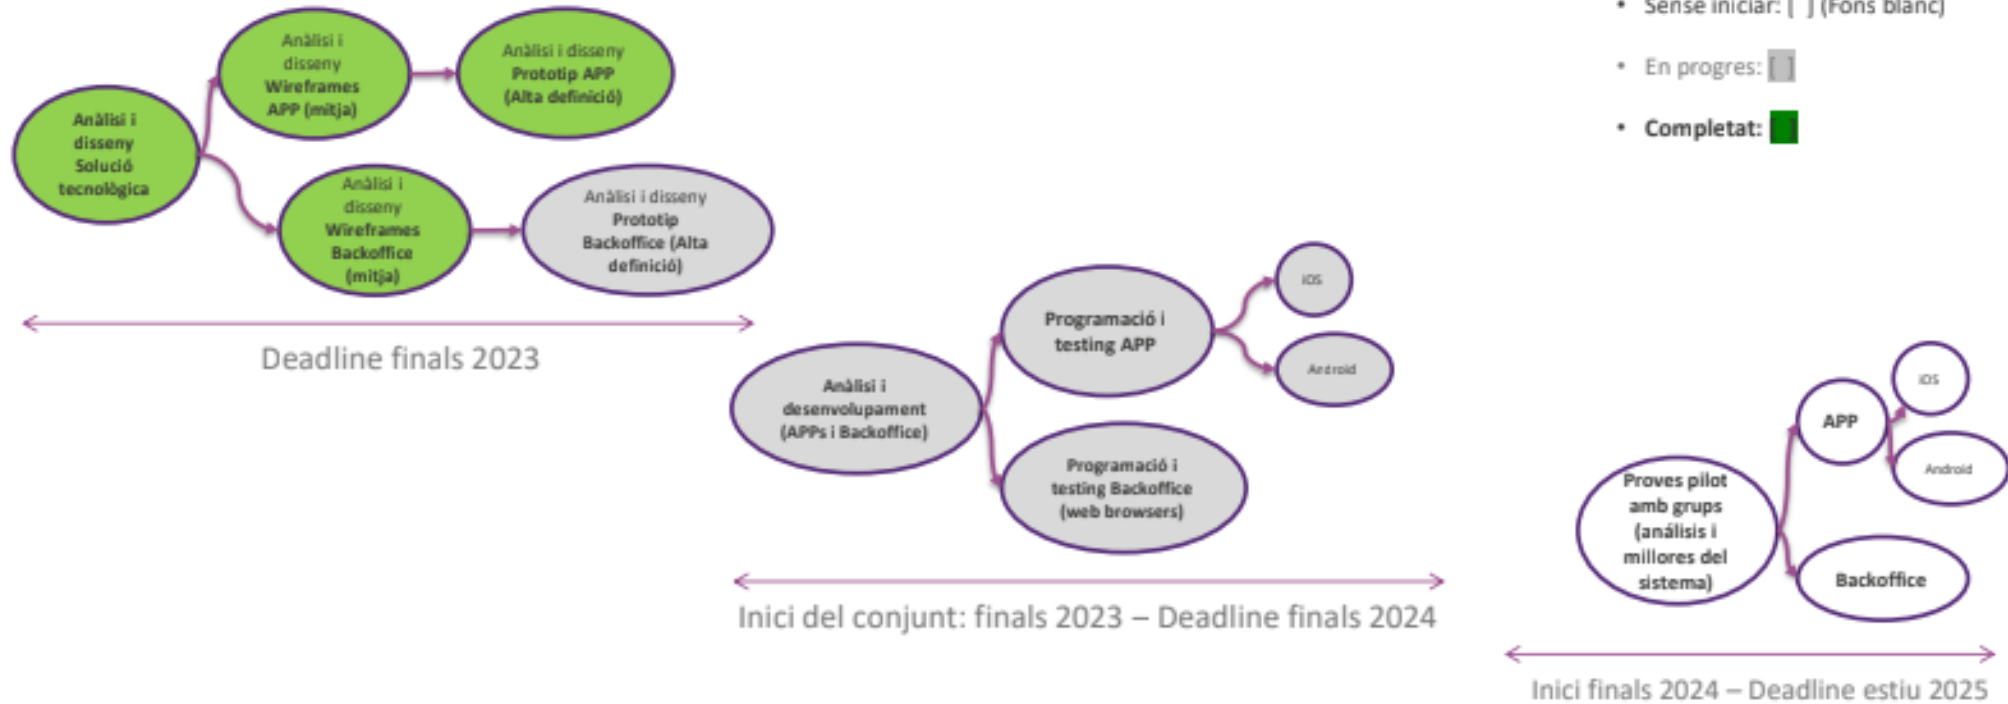 Anàlisi i
disseny
Solució
tecnològica
Anàlisi i
disseny
Wireframes
APP (mitja)
Anàlisi i disseny
Prototip APP
(Alta definició)
Anàlisi i
disseny
Wireframes
Backoffice
(mitja)
Anàlisi i disseny
Prototip
Backoffice (Alta
definició)
Deadline finals 2023
• Sense iniciar: [ ] (Fons blanc)
• En progres: [ ]
• Completat: [ ]
Anàlisi i
desenvolupament
(APPs i Backoffice)
Programació i
testing APP
iOS
Android
Programació i
testing Backoffice
(web browsers)
Inici del conjunt: finals 2023 – Deadline finals 2024
Proves pilot
amb grups
(análisis i
millores del
sistema)
APP
iOS
Android
Backoffice
Inici finals 2024 – Deadline estiu 2025